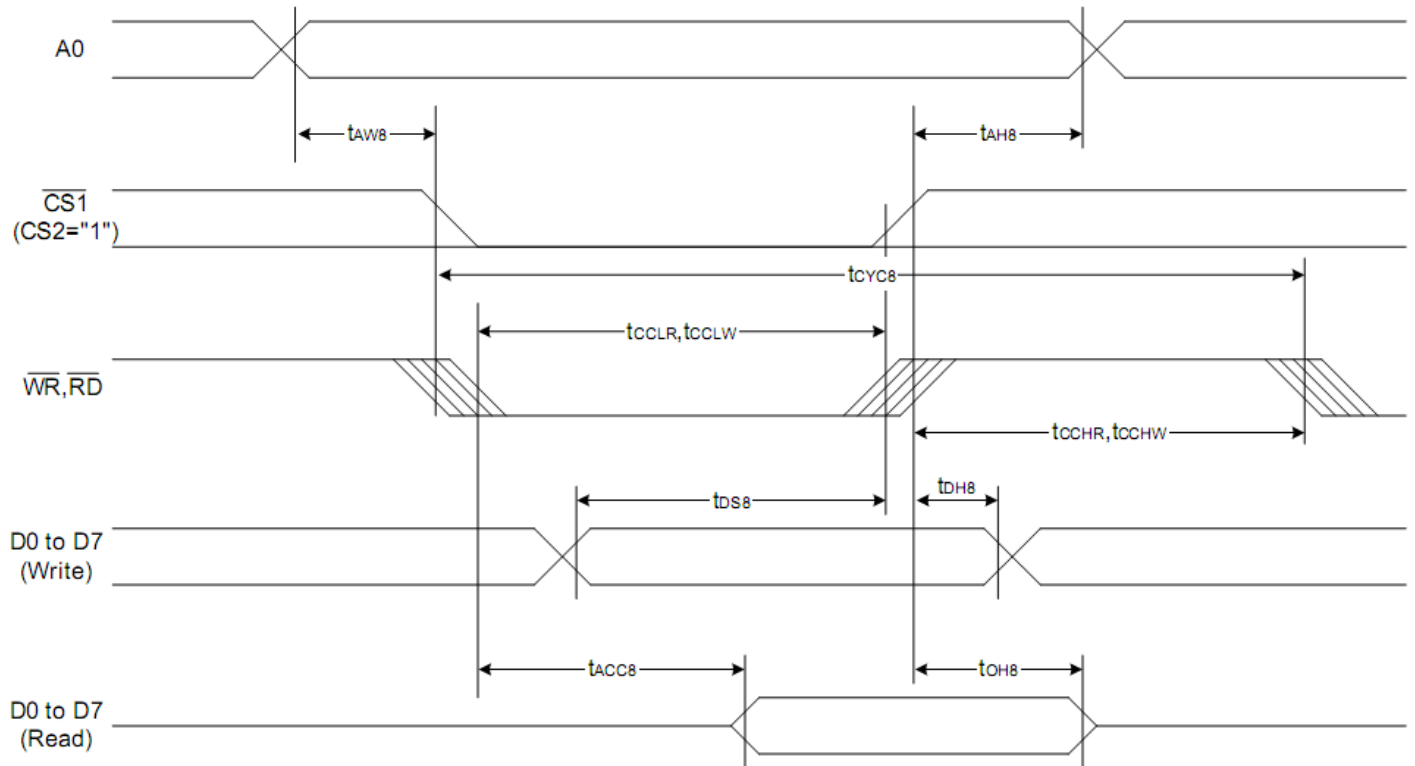 A0
tAW8
tAH8
CS1
(CS2="1")
tCYC8
tCCLR,tCCLW
WR,RD
tCCHR,tCCHW
tDS8
tDH8
D0 to D7
(Write)
tACC8
tOH8
D0 to D7
(Read)